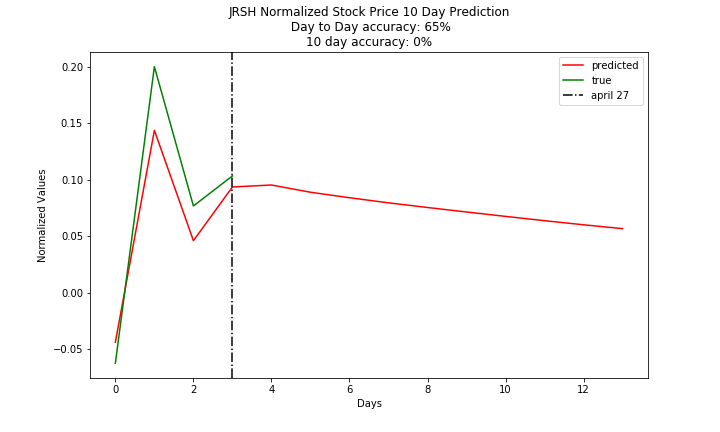 JRSH Normalized Stock Price 10 Day Prediction
Day to Day accuracy: 65%
10 day accuracy: 0%
predicted
true
april 27
0.20
0.15
0.10
0.05
0.00
−0.05
Normalized Values
0 2 4 6 8 10 12
Days